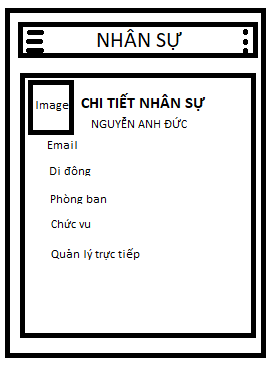 NHÂN SỰ
Image
CHI TIẾT NHÂN SỰ
NGUYỄN ANH ĐỨC
Email
Di động
Phòng ban
Chức vụ
Quản lý trực tiếp